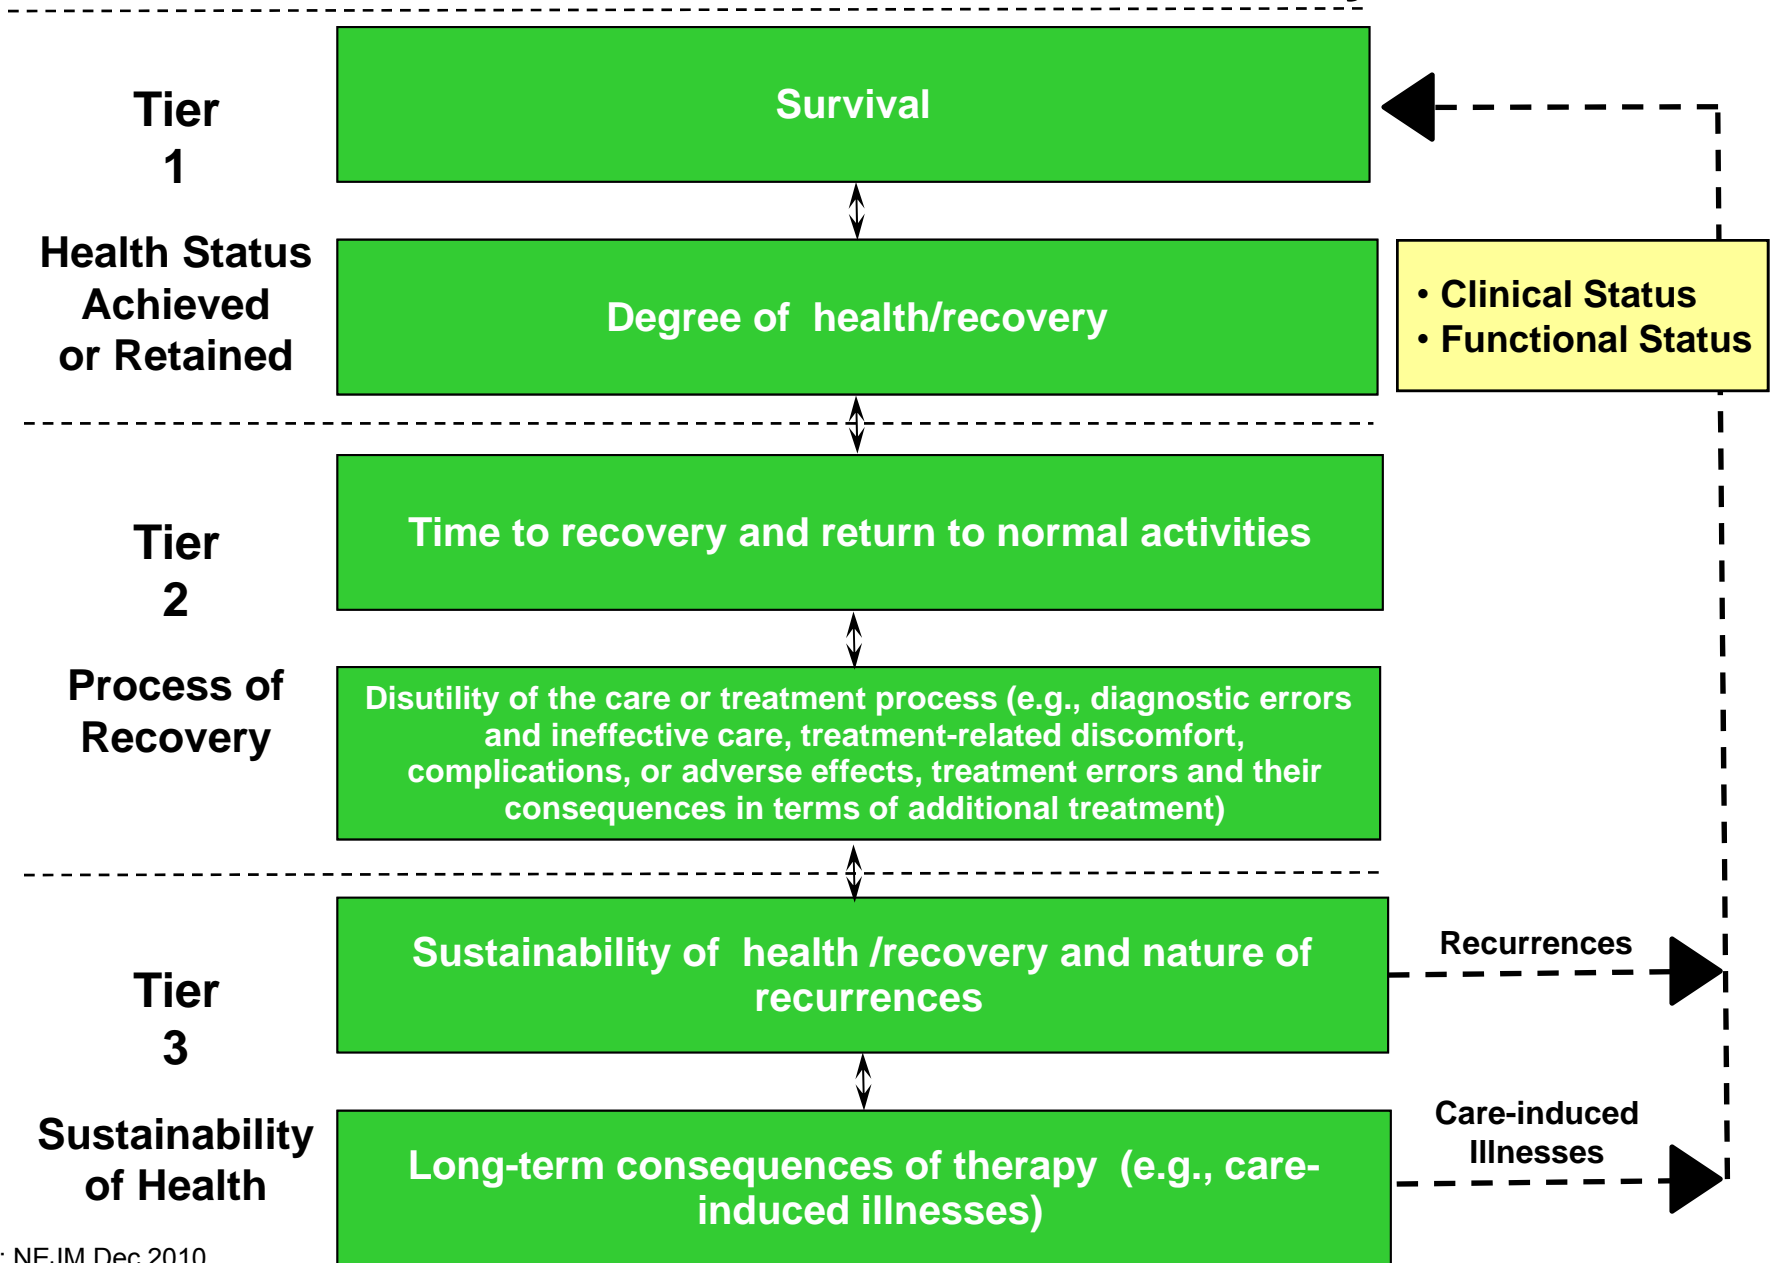 Tier
1
Health Status
Achieved
or Retained
Survival
Degree of health/recovery
• Clinical Status
• Functional Status
Tier
2
Process of
Recovery
Time to recovery and return to normal activities
Disutility of the care or treatment process (e.g., diagnostic errors
and ineffective care, treatment-related discomfort,
complications, or adverse effects, treatment errors and their
consequences in terms of additional treatment)
Tier
3
Sustainability
of Health
Sustainability of health /recovery and nature of
recurrences
Recurrences
Long-term consequences of therapy (e.g., care-
induced illnesses)
Care-induced
Illnesses
: NEJM Dec 2010